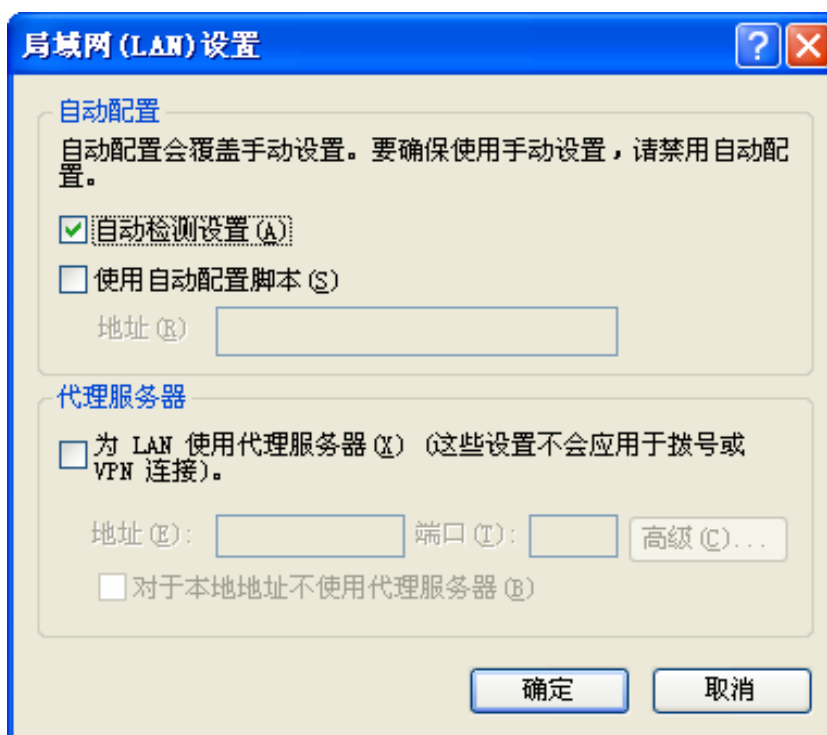 局域网(LAN)设置
自动配置
自动配置会覆盖手动设置。要确保使用手动设置，请禁用自动配
置。
自动检测设置(A)
使用自动配置脚本(S)
地址(R)
代理服务器
为 LAN 使用代理服务器(X) (这些设置不会应用于拨号或
VPN 连接)。
地址(E): 端口(T): 高级(C)...
对于本地地址不使用代理服务器(B)
确定 取消